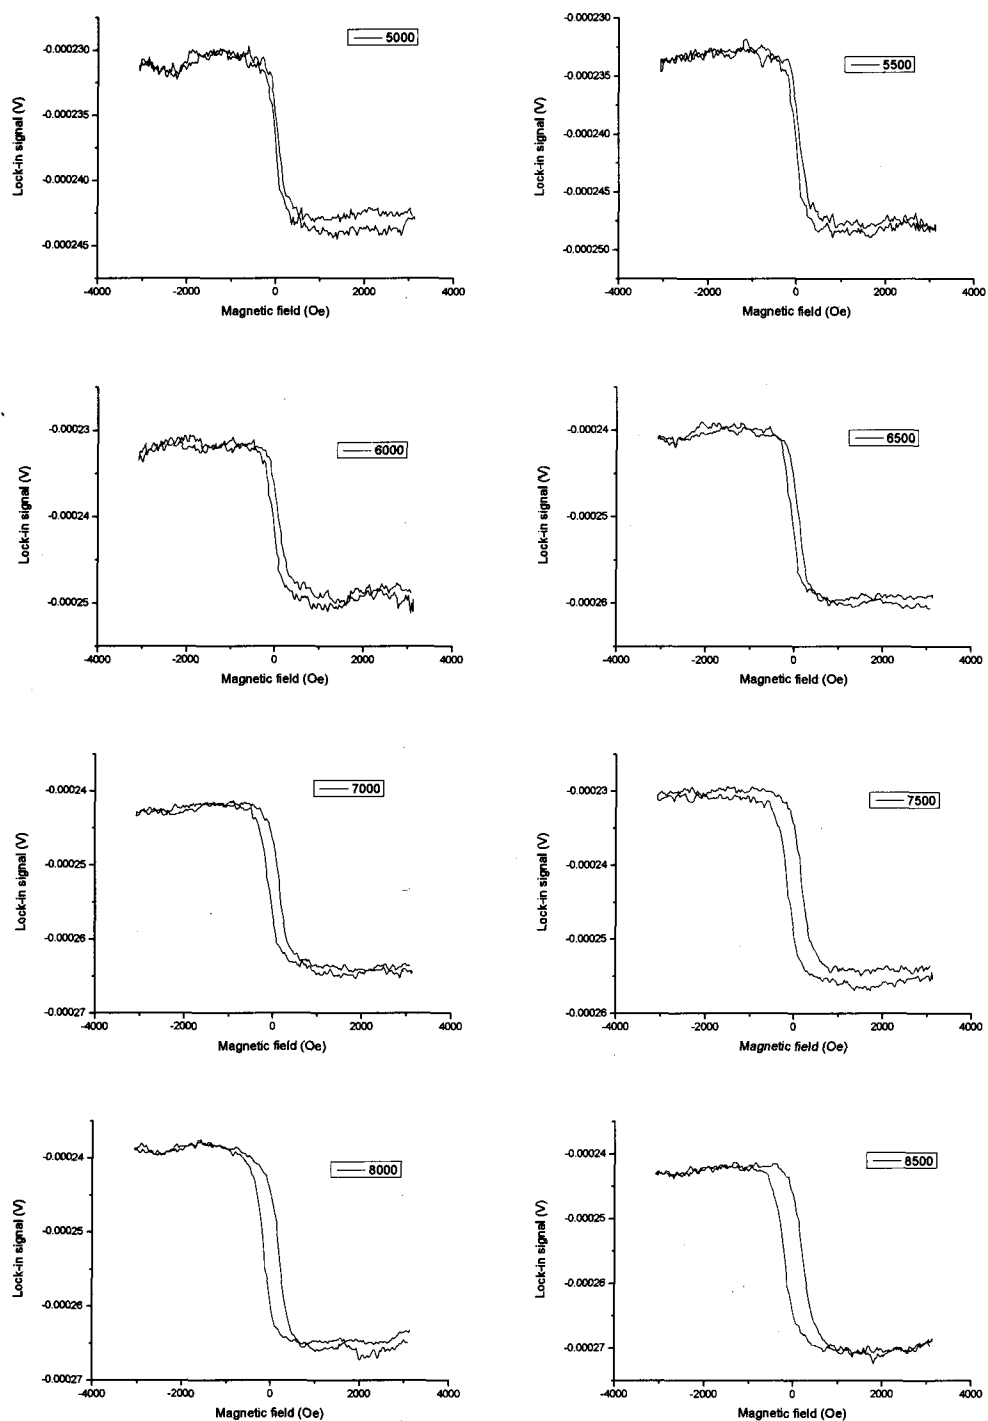 5000
-0.000230
-0.000235
-0.000240
-0.000245
Lock-in signal (V)
-4000 -2000 0 2000 4000
Magnetic field (Oe)
5500
-0.000230
-0.000235
-0.000240
-0.000245
-0.000250
Lock-in signal (V)
-4000 -2000 0 2000 4000
Magnetic field (Oe)
6000
-0.00023
-0.00024
-0.00025
Lock-in signal (V)
-4000 -2000 0 2000 4000
Magnetic field (Oe)
6500
-0.00024
-0.00025
-0.00026
Lock-in signal (V)
-4000 -2000 0 2000 4000
Magnetic field (Oe)
7000
-0.00024
-0.00025
-0.00026
-0.00027
Lock-in signal (V)
-4000 -2000 0 2000 4000
Magnetic field (Oe)
7500
-0.00023
-0.00024
-0.00025
-0.00026
Lock-in signal (V)
-4000 -2000 0 2000 4000
Magnetic field (Oe)
8000
-0.00024
-0.00025
-0.00026
-0.00027
Lock-in signal (V)
-4000 -2000 0 2000 4000
Magnetic field (Oe)
8500
-0.00024
-0.00025
-0.00026
-0.00027
Lock-in signal (V)
-4000 -2000 0 2000 4000
Magnetic field (Oe)